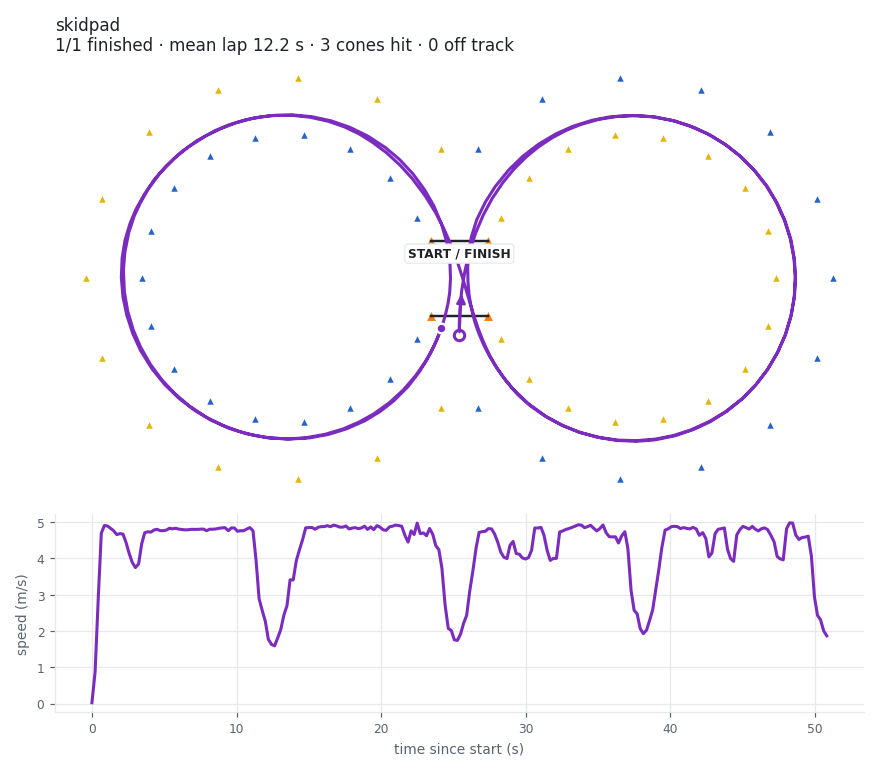 skidpad
1/1 finished · mean lap 12.2 s · 3 cones hit · 0 off track
START / FINISH
5
4
3
2
1
0
speed (m/s)
0 10 20 30 40 50
time since start (s)